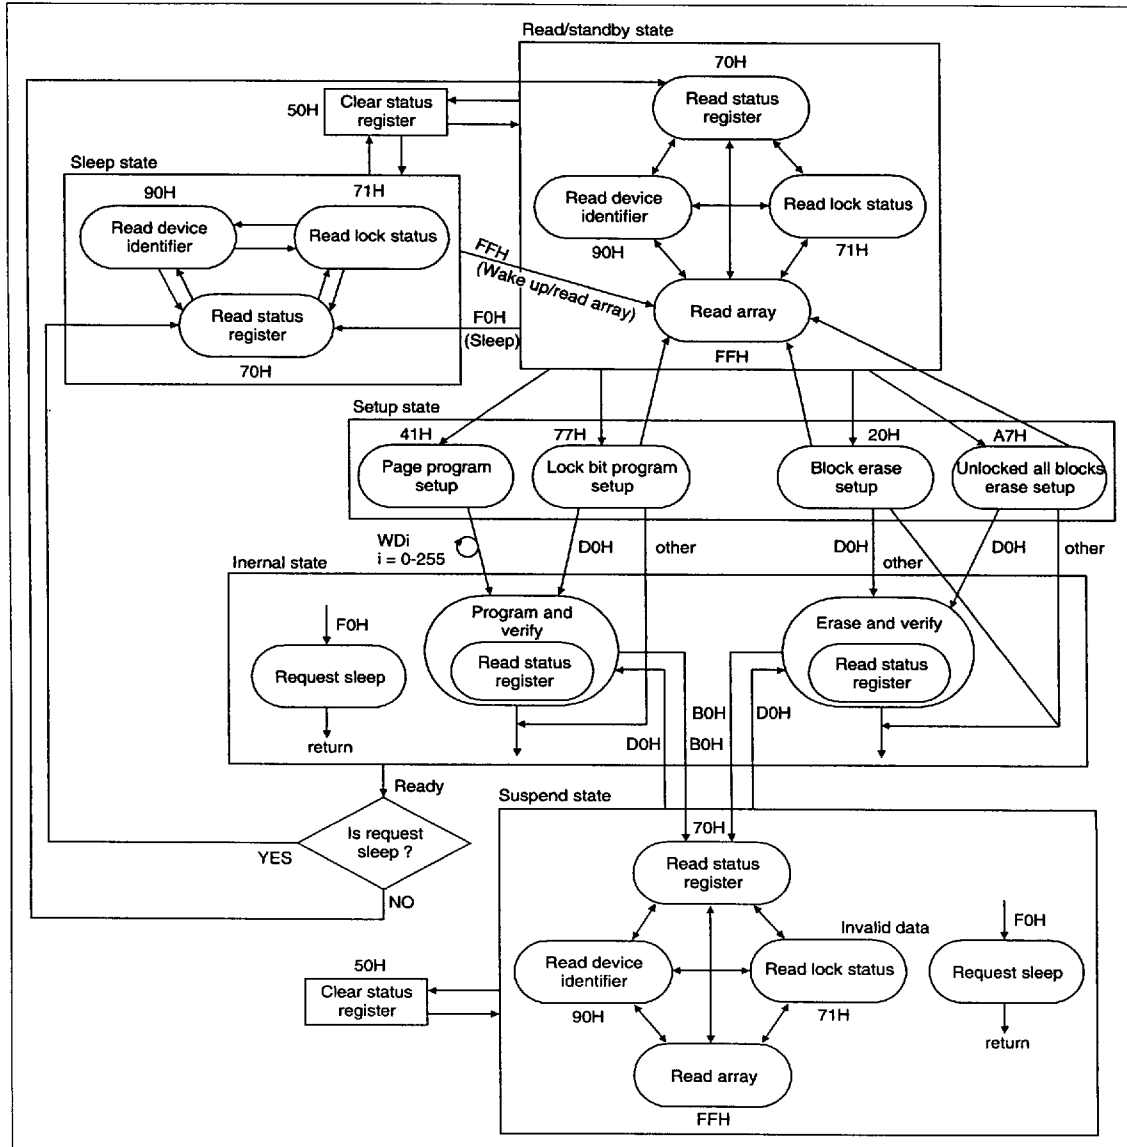 Read/standby state
70H
Read status
register
50H
Clear status
register
Sleep state
90H
71H
Read device
identifier
Read lock status
Read status
register
70H
Read device
identifier
90H
Read lock status
71H
FFH
(Wake up/read array)
F0H
(Sleep)
Read array
FFH
Setup state
41H
77H
20H
A7H
Page program
setup
Lock bit program
setup
Block erase
setup
Unlocked all blocks
erase setup
WDi
i = 0-255
D0H
other
D0H
other
D0H
other
Inernal state
F0H
Request sleep
return
Program and
verify
Read status
register
Erase and verify
Read status
register
B0H
D0H
D0H
B0H
Ready
Is request
sleep ?
YES
NO
Suspend state
70H
Read status
register
Invalid data
F0H
Read device
identifier
90H
Read lock status
71H
Request sleep
return
50H
Clear status
register
Read array
FFH